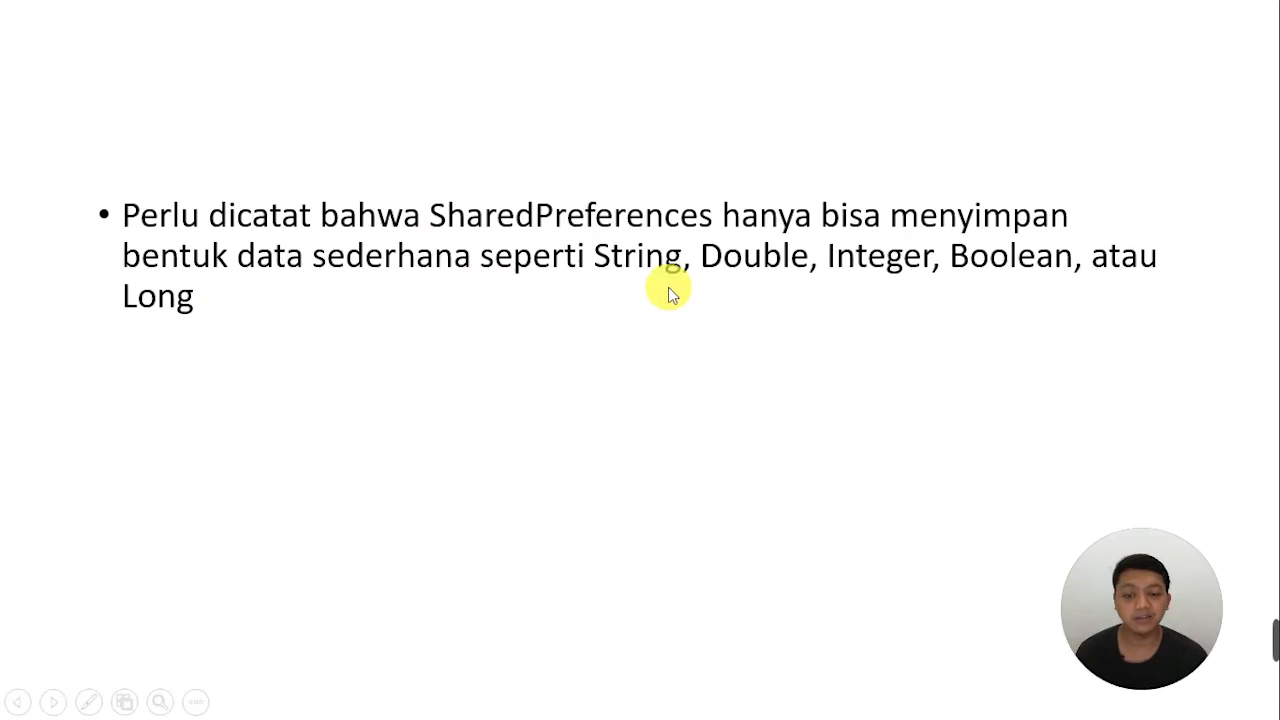 • Perlu dicatat bahwa SharedPreferences hanya bisa menyimpan
bentuk data sederhana seperti String, Double, Integer, Boolean, atau
Long